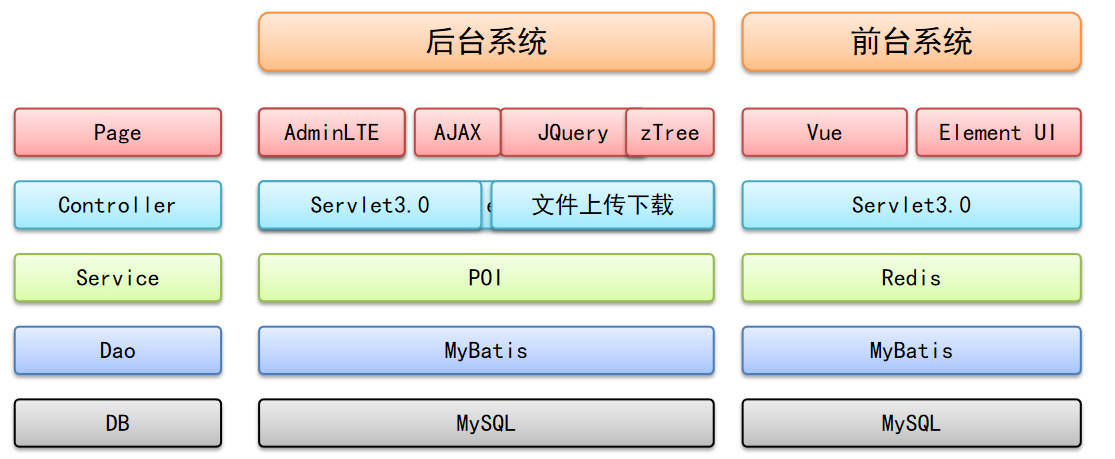 后台系统 前台系统
Page AdminLTE AJAX JQuery zTree Vue Element UI
Controller Servlet3.0 文件上传下载 Servlet3.0
Service POI Redis
Dao MyBatis MyBatis
DB MySQL MySQL